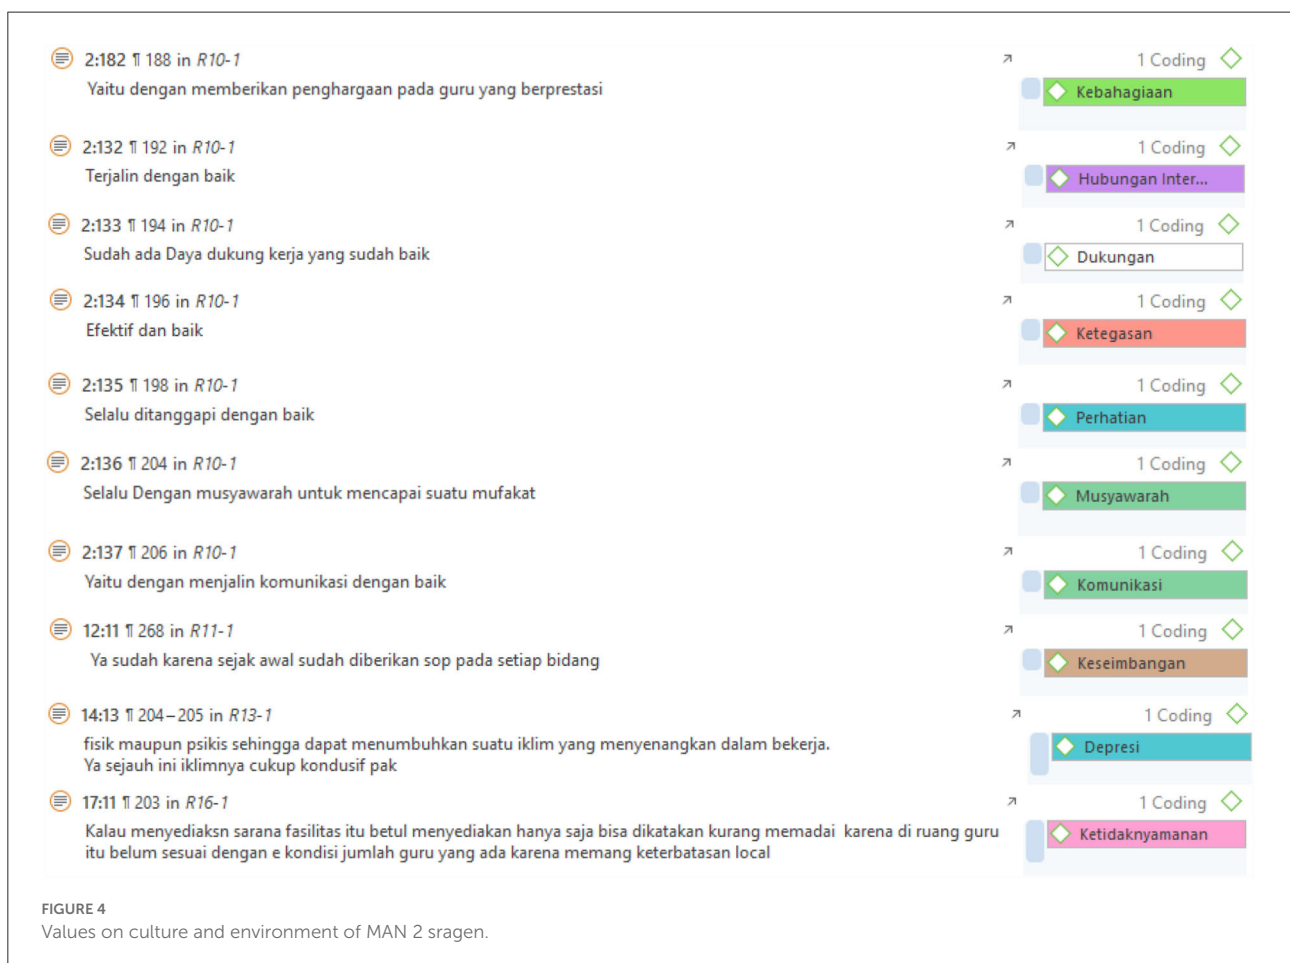 2:182 ¶ 188 in R10-1 1 Coding
Yaitu dengan memberikan penghargaan pada guru yang berprestasi Kebahagiaan
2:132 ¶ 192 in R10-1 1 Coding
Terjalin dengan baik Hubungan Inter...
2:133 ¶ 194 in R10-1 1 Coding
Sudah ada Daya dukung kerja yang sudah baik Dukungan
2:134 ¶ 196 in R10-1 1 Coding
Efektif dan baik Ketegasan
2:135 ¶ 198 in R10-1 1 Coding
Selalu ditanggapi dengan baik Perhatian
2:136 ¶ 204 in R10-1 1 Coding
Selalu Dengan musyawarah untuk mencapai suatu mufakat Musyawarah
2:137 ¶ 206 in R10-1 1 Coding
Yaitu dengan menjalin komunikasi dengan baik Komunikasi
12:11 ¶ 268 in R11-1 1 Coding
Ya sudah karena sejak awal sudah diberikan sop pada setiap bidang Keseimbangan
14:13 ¶ 204–205 in R13-1 1 Coding
fisik maupun psikis sehingga dapat menumbuhkan suatu iklim yang menyenangkan dalam bekerja. Depresi
Ya sejauh ini iklimnya cukup kondusif pak
17:11 ¶ 203 in R16-1 1 Coding
Kalau menyediaksn sarana fasilitas itu betul menyediakan hanya saja bisa dikatakan kurang memadai karena di ruang guru Ketidaknyamanan
itu belum sesuai dengan e kondisi jumlah guru yang ada karena memang keterbatasan local
FIGURE 4
Values on culture and environment of MAN 2 sragen.